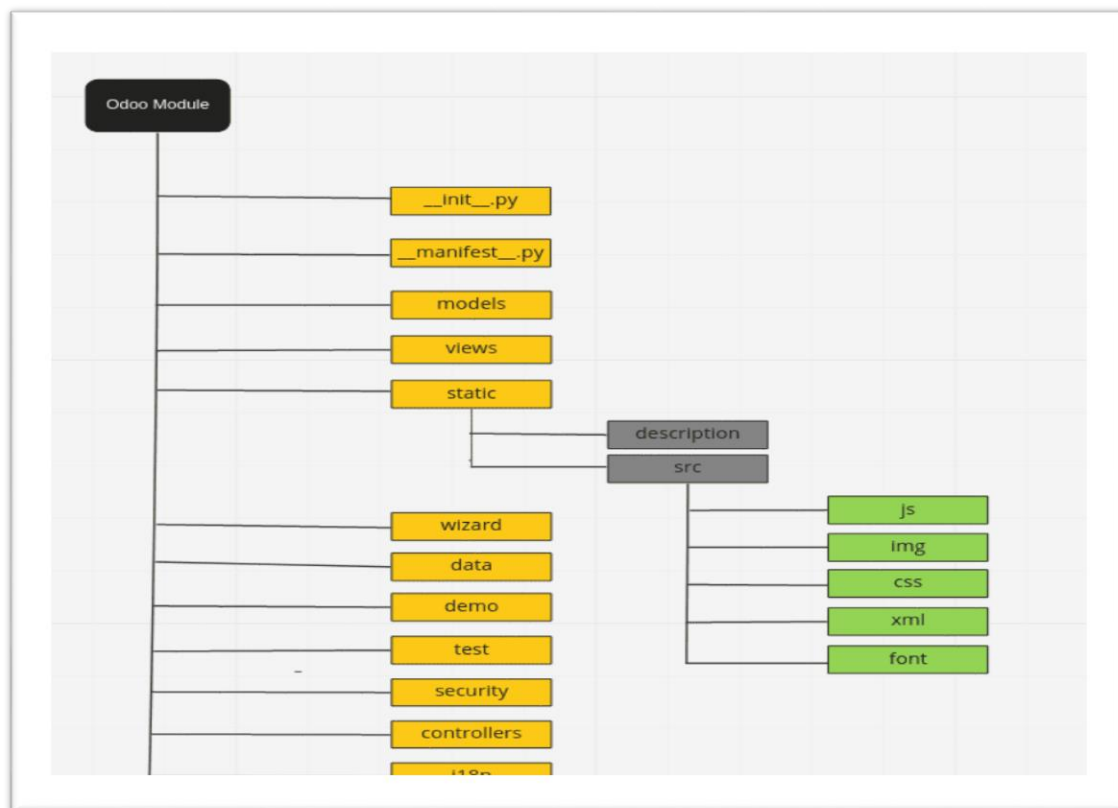 Odoo Module
__init__.py
__manifest__.py
models
views
static
description
src
js
img
css
xml
font
wizard
data
demo
test
security
controllers
i18n